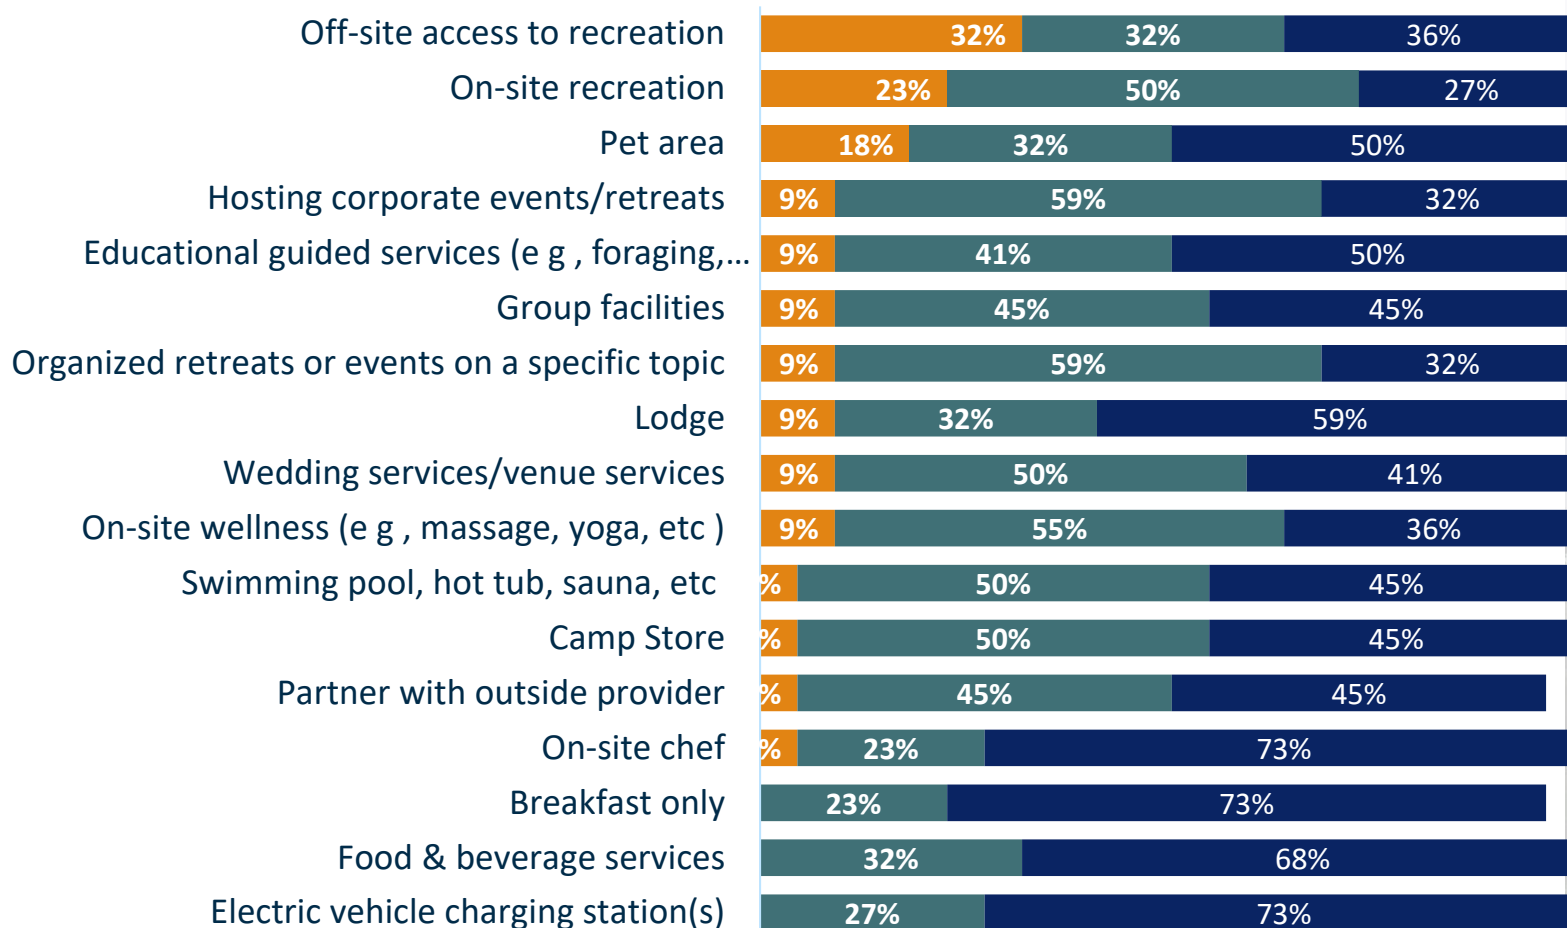 Off-site access to recreation 32% 32% 36%
On-site recreation 23% 50% 27%
Pet area 18% 32% 50%
Hosting corporate events/retreats 9% 59% 32%
Educational guided services (e g , foraging,… 9% 41% 50%
Group facilities 9% 45% 45%
Organized retreats or events on a specific topic 9% 59% 32%
Lodge 9% 32% 59%
Wedding services/venue services 9% 50% 41%
On-site wellness (e g , massage, yoga, etc ) 9% 55% 36%
Swimming pool, hot tub, sauna, etc % 50% 45%
Camp Store % 50% 45%
Partner with outside provider % 45% 45%
On-site chef % 23% 73%
Breakfast only 23% 73%
Food & beverage services 32% 68%
Electric vehicle charging station(s) 27% 73%